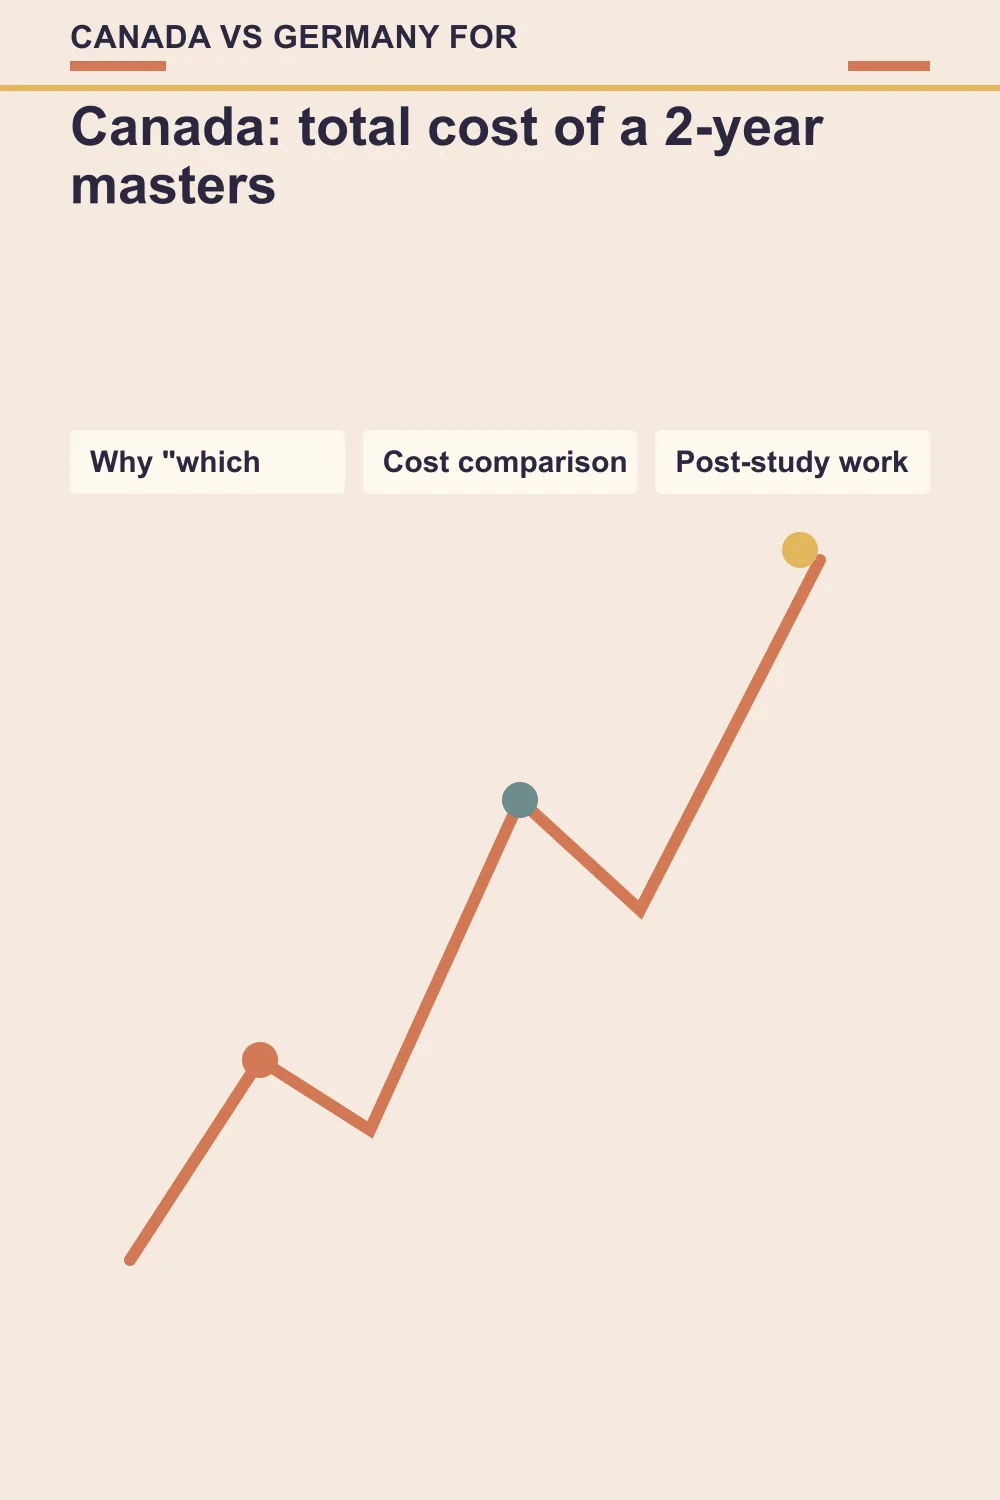 CANADA VS GERMANY FOR
Canada: total cost of a 2-year
masters
Why "which
Cost comparison
Post-study work